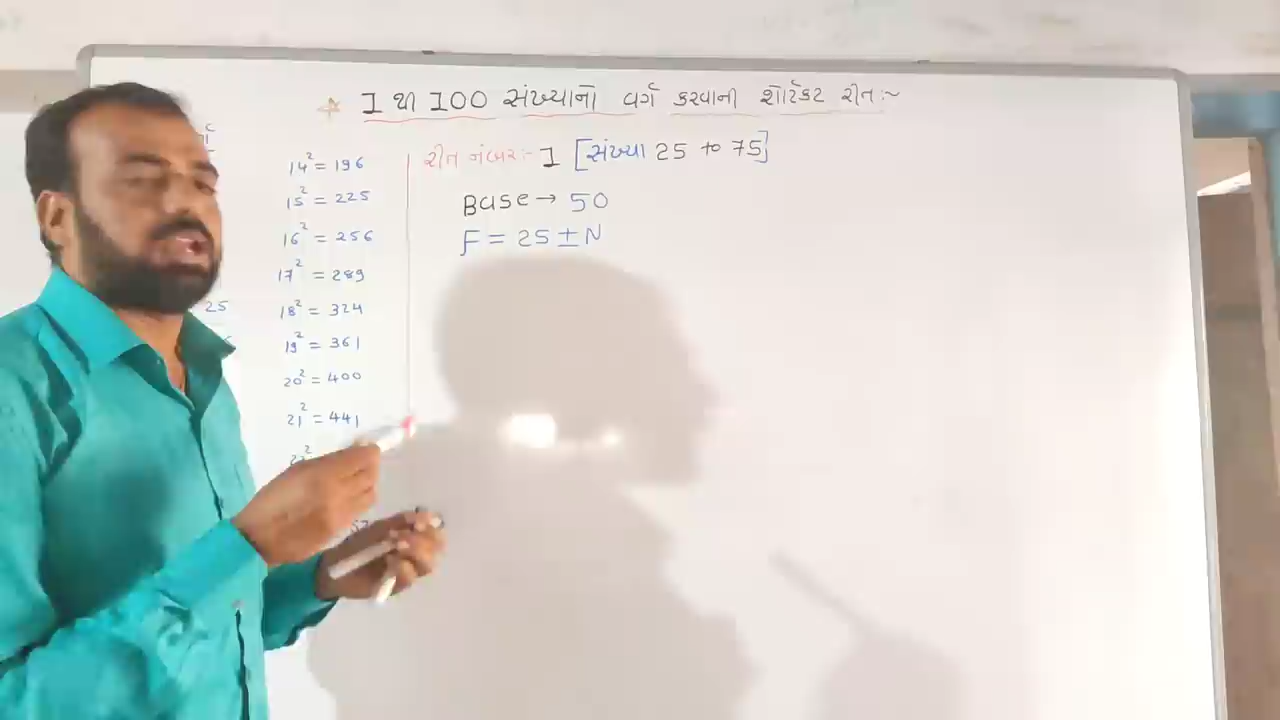 1 થી 100 સંખ્યાનો વર્ગ કરવાની શોર્ટકટ રીત:~
14² = 196
15² = 225
16² = 256
17² = 289
18² = 324
19² = 361
20² = 400
21² = 441
25
રીત નંબર:- 1 [સંખ્યા 25 to 75]
Base → 50
F = 25 ± N